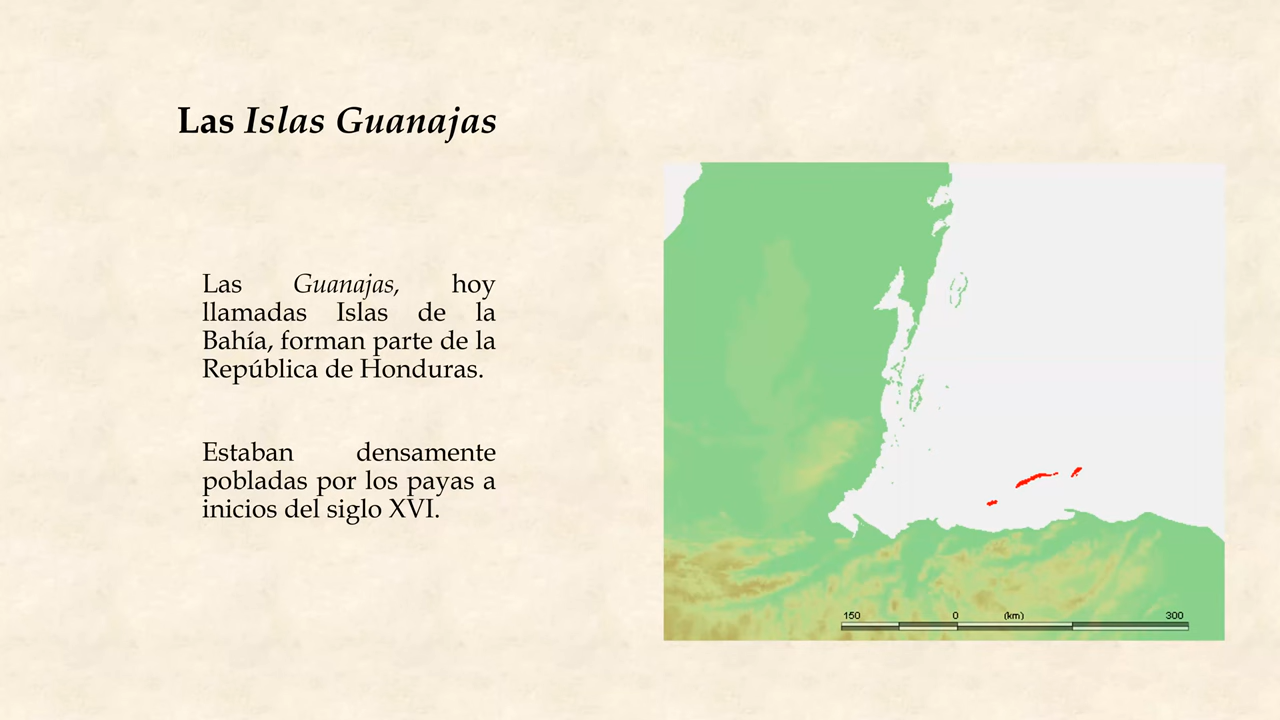 Las Islas Guanajas
Las Guanajas, hoy
llamadas Islas de la
Bahía, forman parte de la
República de Honduras.
Estaban densamente
pobladas por los payas a
inicios del siglo XVI.
150 0 (km) 300